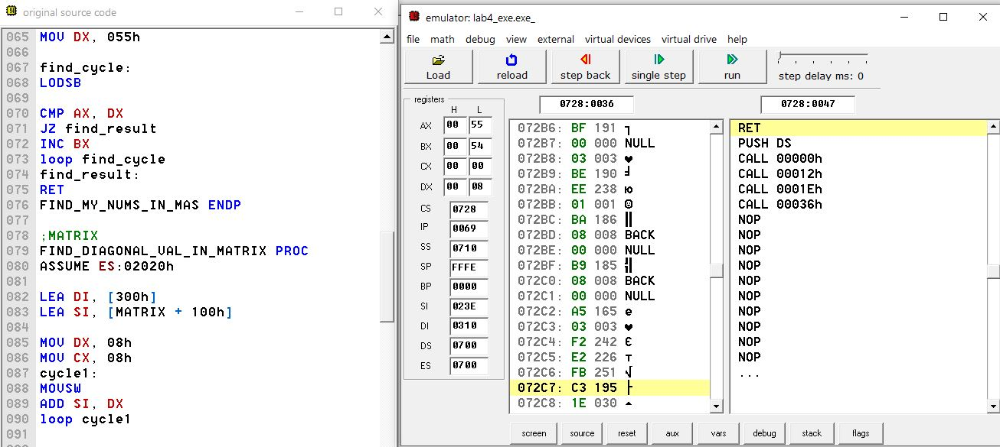 original source code
065 MOV DX, 055h
066
067 find_cycle:
068 LODSB
069
070 CMP AX, DX
071 JZ find_result
072 INC BX
073 loop find_cycle
074 find_result:
075 RET
076 FIND_MY_NUMS_IN_MAS ENDP
077
078 ;MATRIX
079 FIND_DIAGONAL_VAL_IN_MATRIX PROC
080 ASSUME ES:02020h
081
082 LEA DI, [300h]
083 LEA SI, [MATRIX + 100h]
084
085 MOV DX, 08h
086 MOV CX, 08h
087 cycle1:
088 MOVSW
089 ADD SI, DX
090 loop cycle1
091
emulator: lab4_exe.exe_
file math debug view external virtual devices virtual drive help
Load reload step back single step run step delay ms: 0
registers
H L
AX 00 55
BX 00 54
CX 00 00
DX 00 08
CS 0728
IP 0069
SS 0710
SP FFFE
BP 0000
SI 023E
DI 0310
DS 0700
ES 0700
0728:0036
072B6: BF 191 ┐
072B7: 00 000 NULL
072B8: 03 003 ♥
072B9: BE 190 ╛
072BA: EE 238 ю
072BB: 01 001 ☺
072BC: BA 186 ║
072BD: 08 008 BACK
072BE: 00 000 NULL
072BF: B9 185 ╣
072C0: 08 008 BACK
072C1: 00 000 NULL
072C2: A5 165 е
072C3: 03 003 ♥
072C4: F2 242 Є
072C5: E2 226 т
072C6: FB 251 √
072C7: C3 195 ├
072C8: 1E 030 ▲
0728:0047
RET
PUSH DS
CALL 00000h
CALL 00012h
CALL 0001Eh
CALL 00036h
NOP
NOP
NOP
NOP
NOP
NOP
NOP
NOP
NOP
NOP
...
screen source reset aux vars debug stack flags